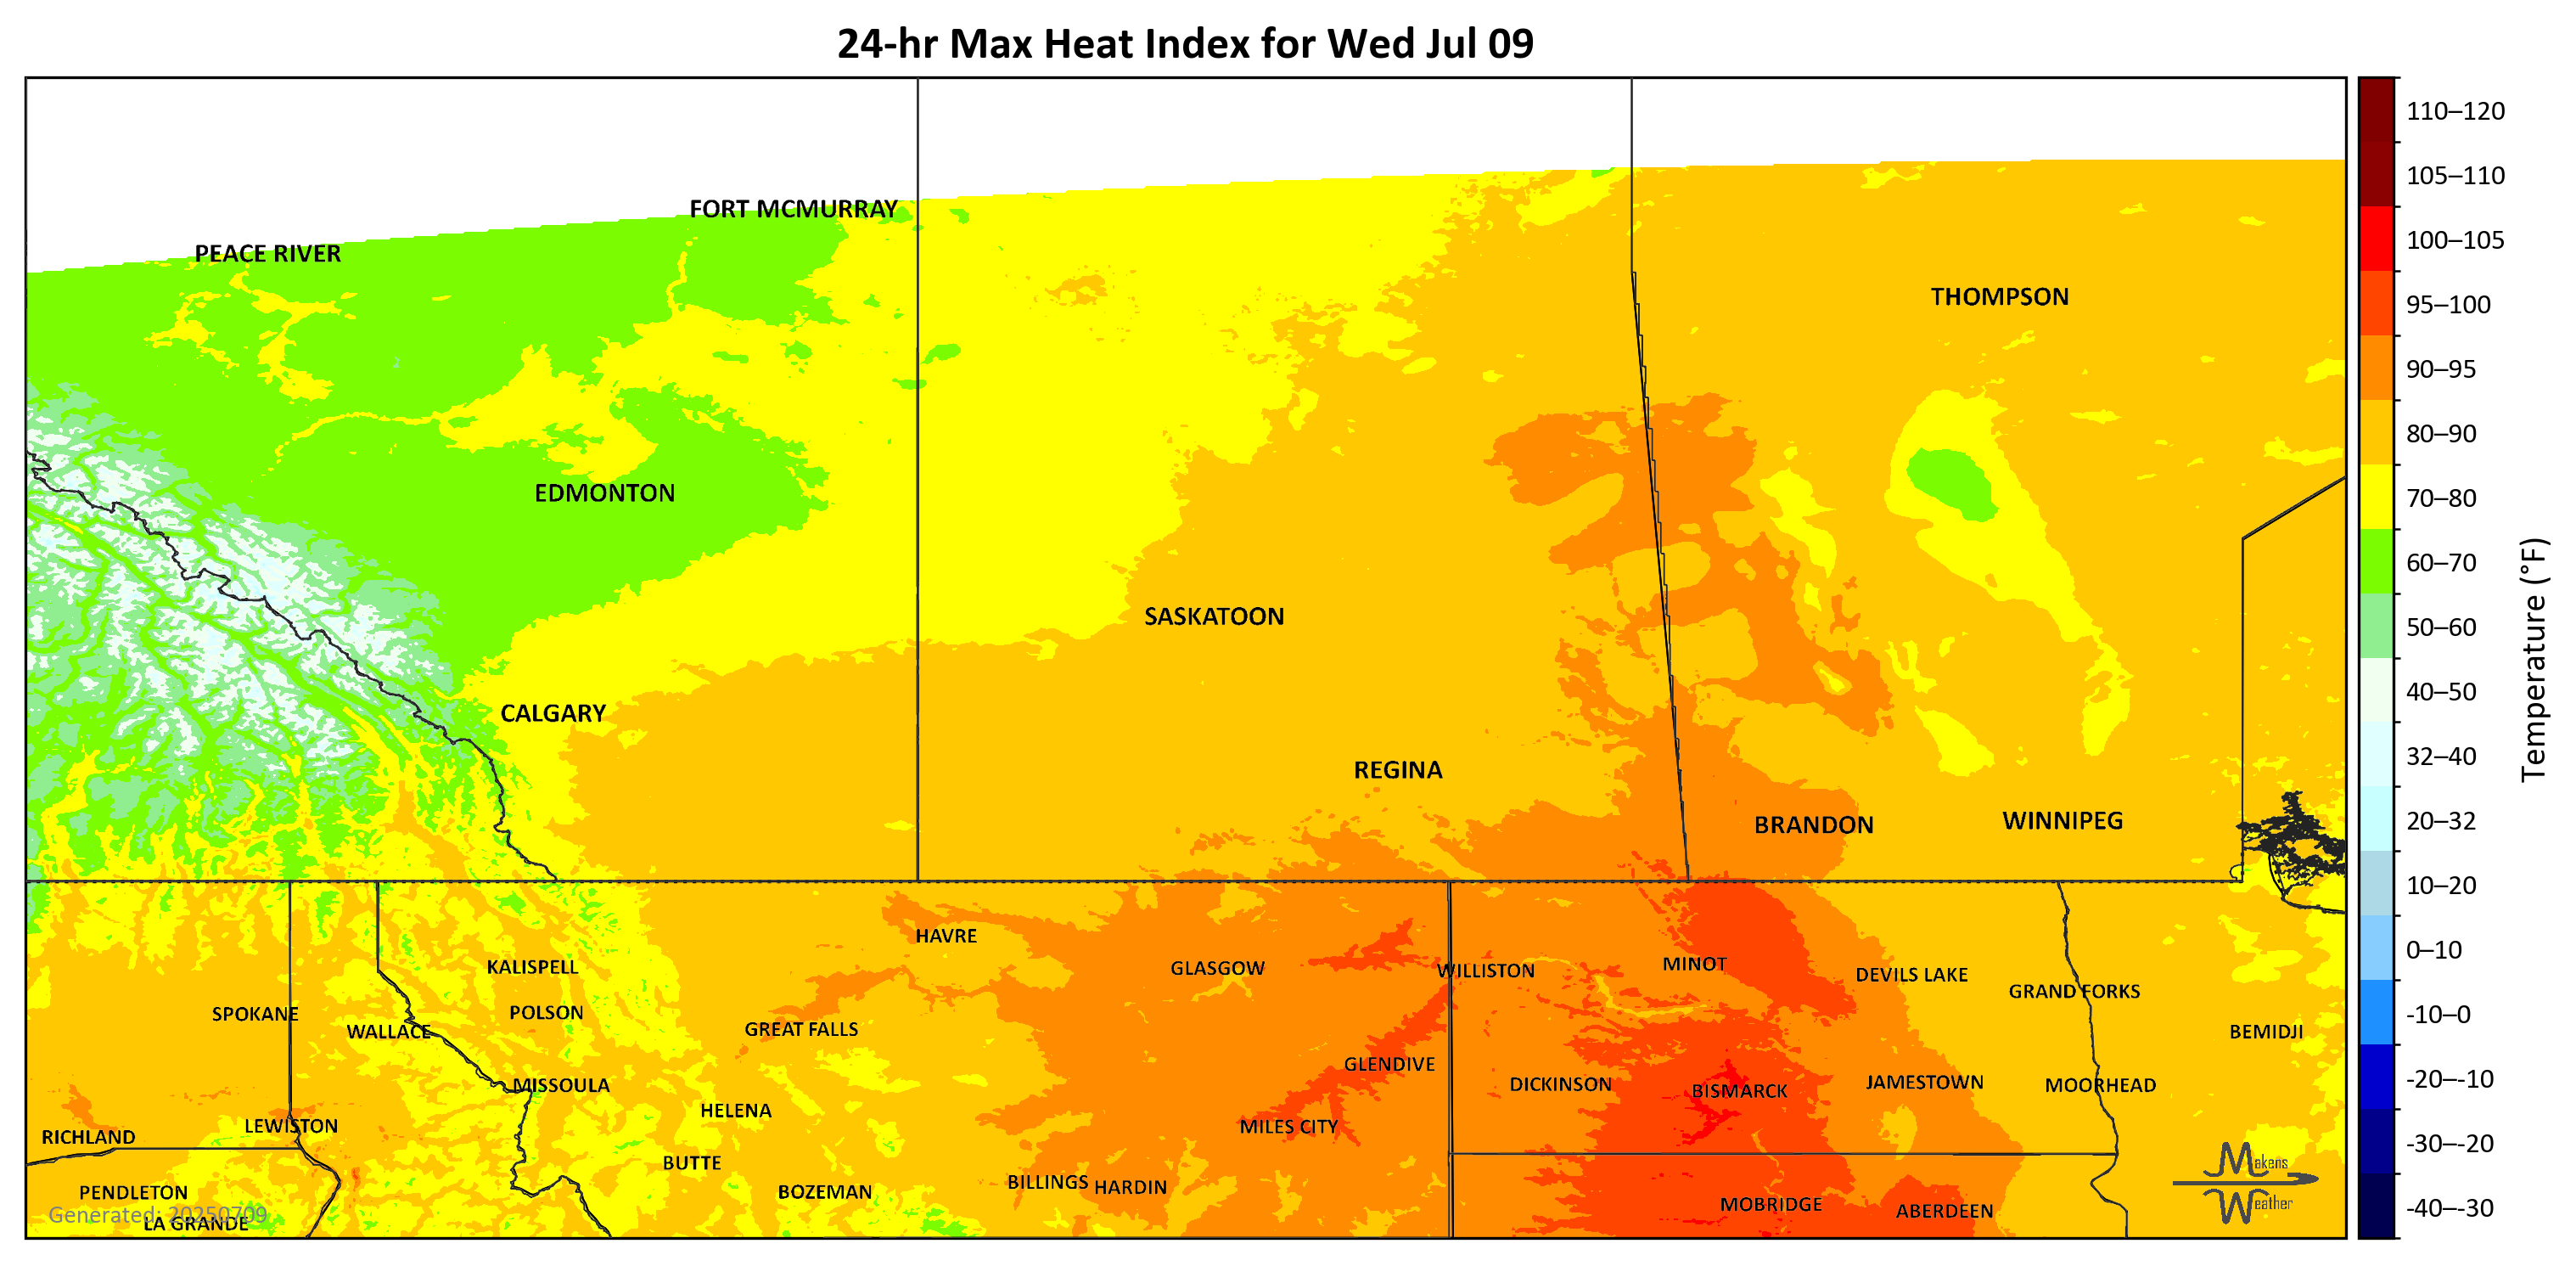 24-hr Max Heat Index for Wed Jul 09
110–120
105–110
100–105
95–100
90–95
80–90
70–80
60–70
50–60
40–50
32–40
20–32
10–20
0–10
-10–0
-20–-10
-30–-20
-40–-30
Temperature (°F)
FORT MCMURRAY
PEACE RIVER
THOMPSON
EDMONTON
SASKATOON
CALGARY
REGINA
BRANDON
WINNIPEG
HAVRE
KALISPELL
GLASGOW
WILLISTON
MINOT
DEVILS LAKE
GRAND FORKS
SPOKANE
POLSON
WALLACE
GREAT FALLS
BEMIDJI
GLENDIVE
MISSOULA
DICKINSON
BISMARCK
JAMESTOWN
MOORHEAD
HELENA
LEWISTON
MILES CITY
RICHLAND
BUTTE
PENDLETON
BOZEMAN
BILLINGS
HARDIN
MOBRIDGE
ABERDEEN
Generated: 20250709
LA GRANDE
Makens
Weather